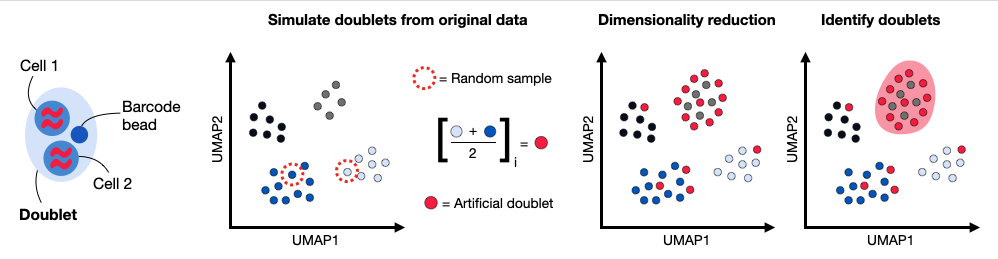 Simulate doublets from original data
Dimensionality reduction
Identify doublets
Cell 1
Barcode
bead
Cell 2
Doublet
UMAP2
UMAP1
= Random sample
+
2
i
=
= Artificial doublet
UMAP2
UMAP1
UMAP2
UMAP1